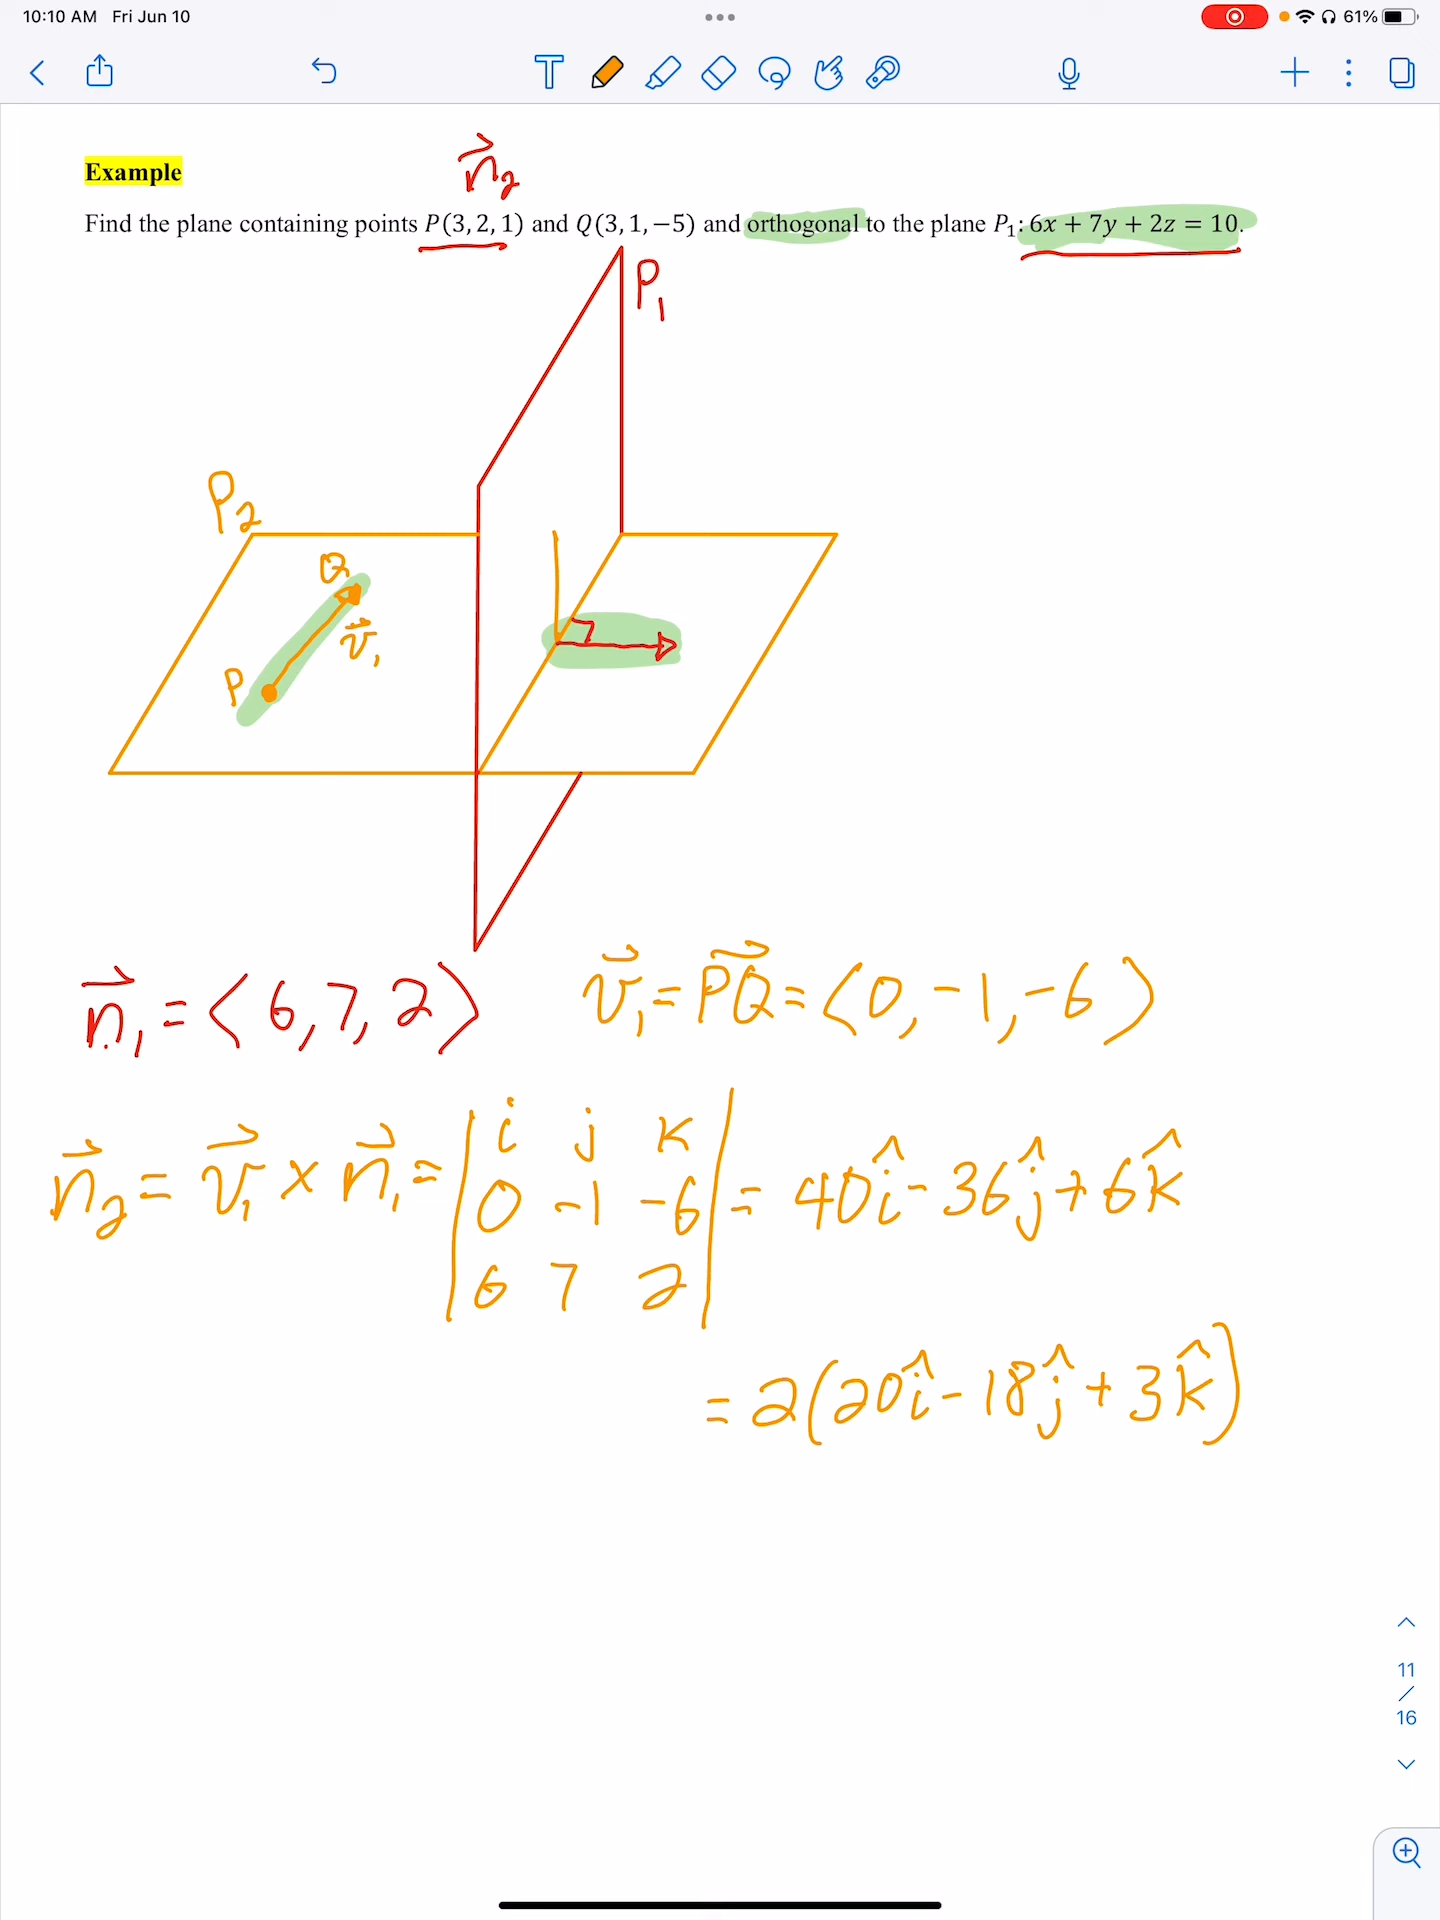 10:10 AM Fri Jun 10
61%
Example
n⃗₂
Find the plane containing points P(3, 2, 1) and Q(3, 1, −5) and orthogonal to the plane P₁: 6x + 7y + 2z = 10.
P₁
P₂
Q
v⃗₁
P
n⃗₁ = ⟨6, 7, 2⟩
v⃗₁ = P⃗Q = ⟨0, -1, -6⟩
n⃗₂ = v⃗₁ × n⃗₁ = | i j k
0 -1 -6 | = 40î - 36ĵ + 6k̂
6 7 2
= 2(20î - 18ĵ + 3k̂)
11
/
16